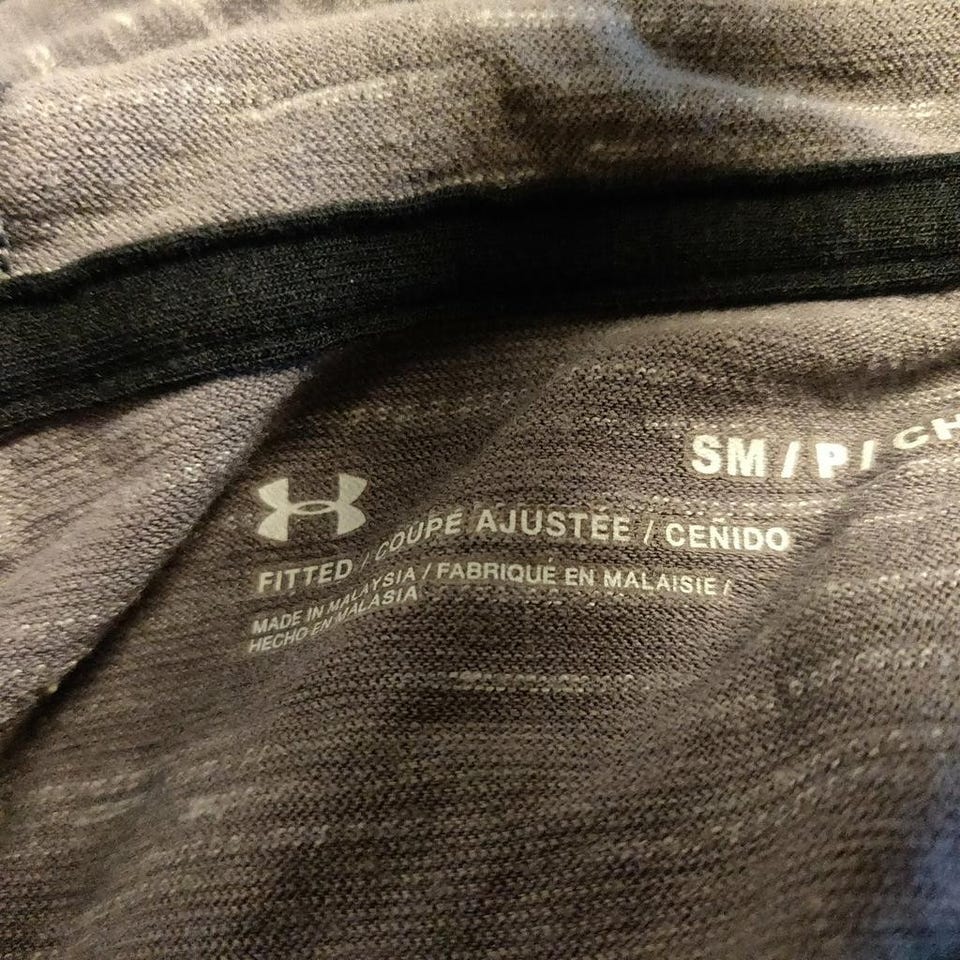 SM / P / CH
FITTED / COUPE AJUSTÉE / CEÑIDO
MADE IN MALAYSIA / FABRIQUÉ EN MALAISIE /
HECHO EN MALASIA